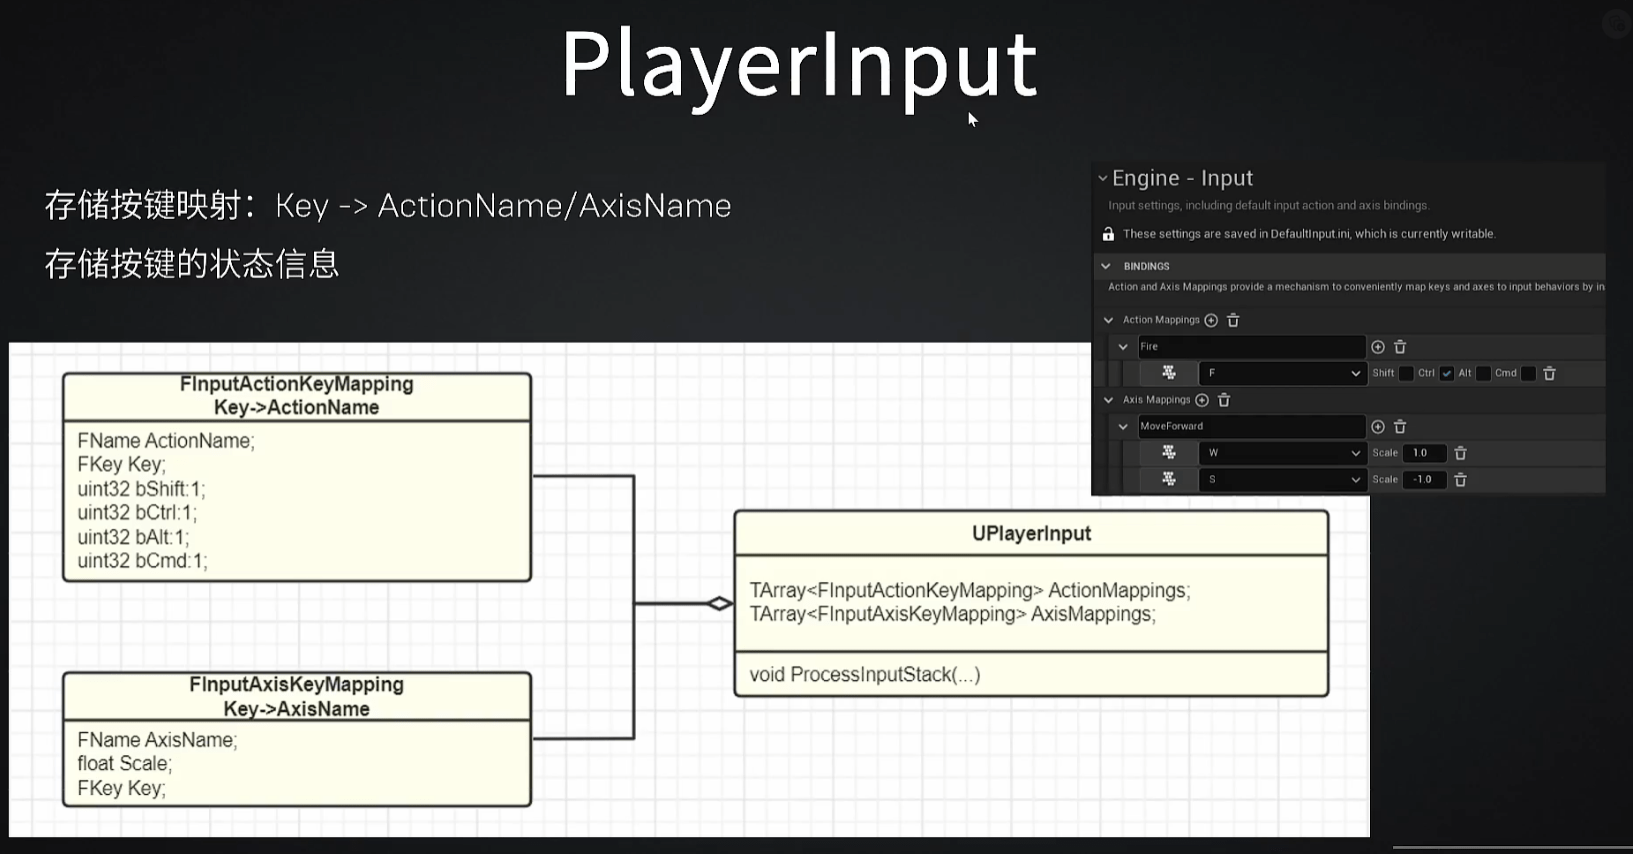 PlayerInput
存储按键映射：Key -> ActionName/AxisName
存储按键的状态信息
Engine - Input
Input settings, including default input action and axis bindings.
These settings are saved in DefaultInput.ini, which is currently writable.
BINDINGS
Action and Axis Mappings provide a mechanism to conveniently map keys and axes to input behaviors by in
Action Mappings
Fire
F Shift Ctrl Alt Cmd
Axis Mappings
MoveForward
W Scale 1.0
S Scale -1.0
FInputActionKeyMapping
Key->ActionName
FName ActionName;
FKey Key;
uint32 bShift:1;
uint32 bCtrl:1;
uint32 bAlt:1;
uint32 bCmd:1;
FInputAxisKeyMapping
Key->AxisName
FName AxisName;
float Scale;
FKey Key;
UPlayerInput
TArray<FInputActionKeyMapping> ActionMappings;
TArray<FInputAxisKeyMapping> AxisMappings;
void ProcessInputStack(...)